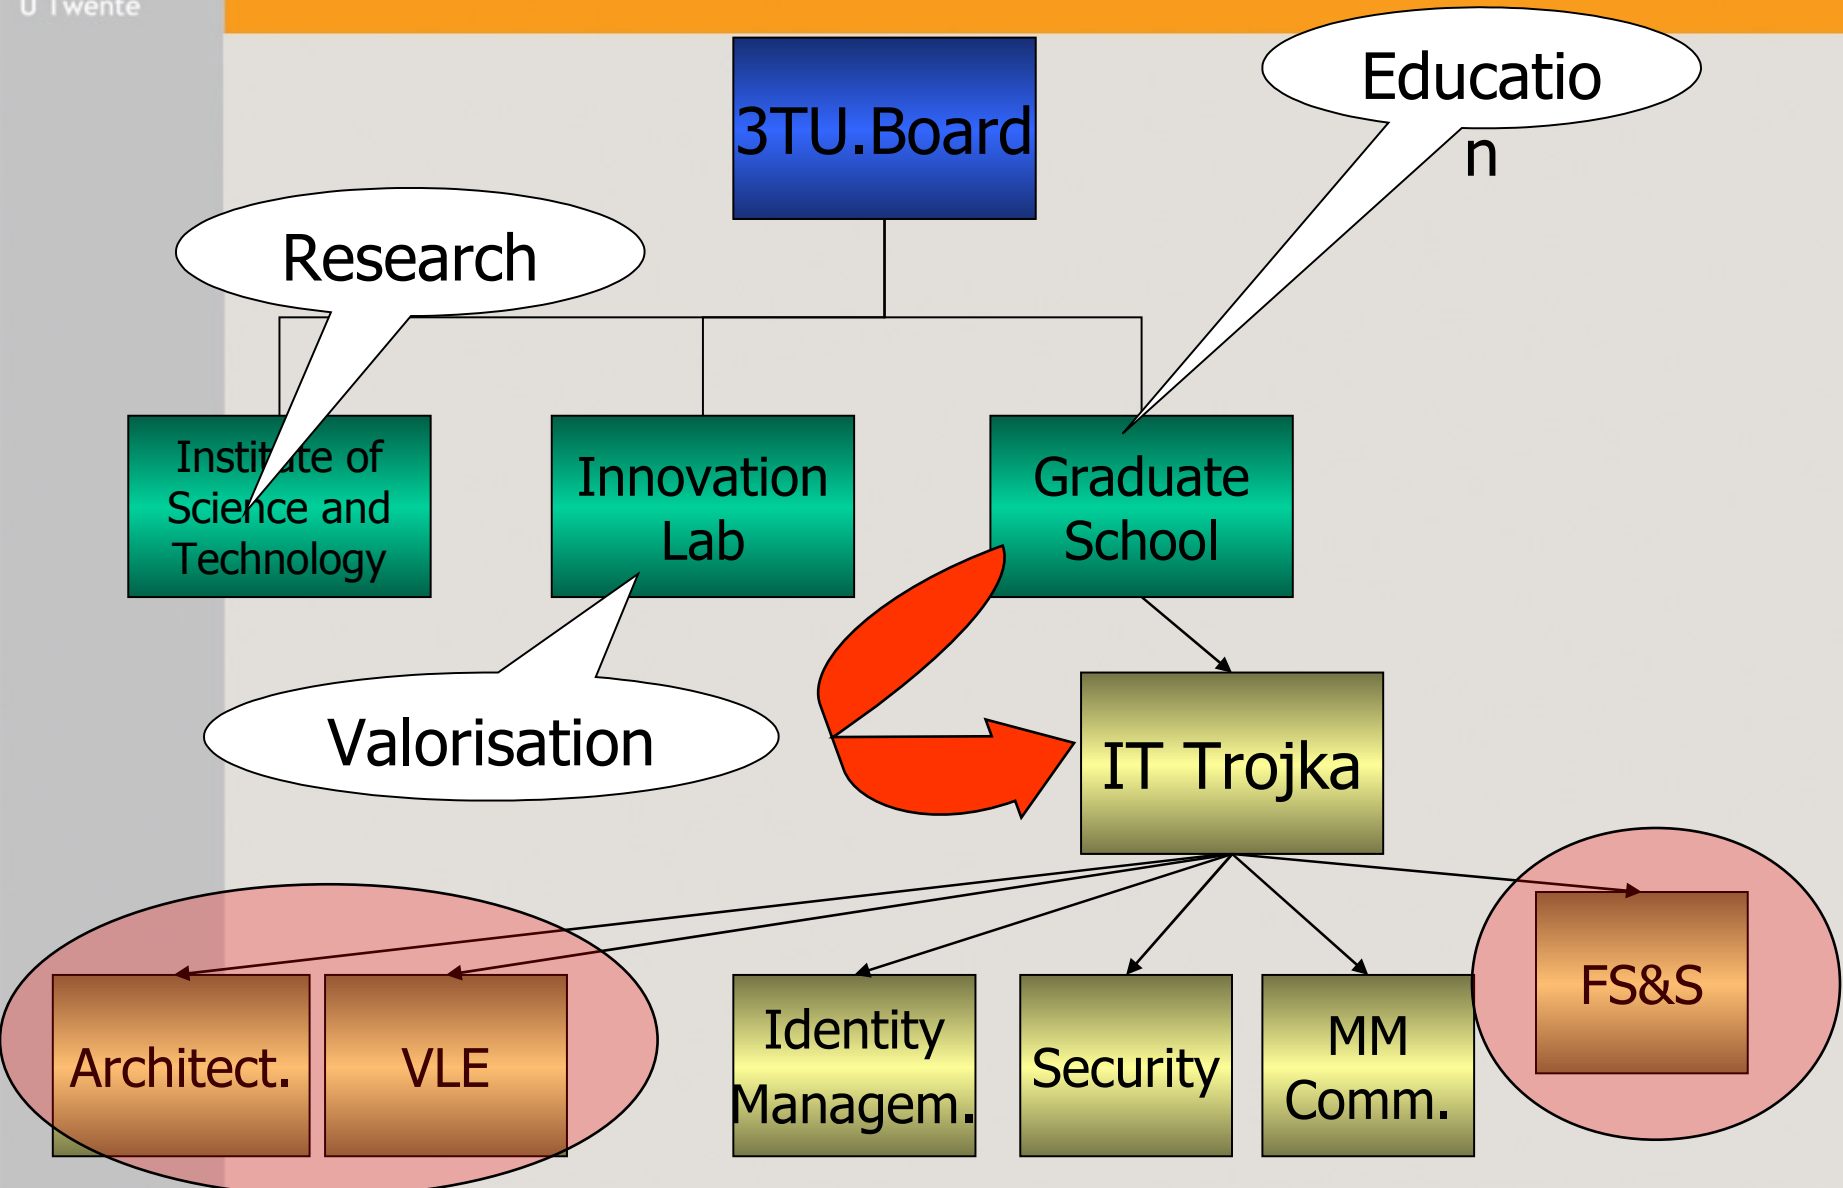 U Twente
3TU.Board
Educatio
n
Research
Institute of
Science and
Technology
Innovation
Lab
Graduate
School
Valorisation
IT Trojka
Architect.
VLE
Identity
Managem.
Security
MM
Comm.
FS&S